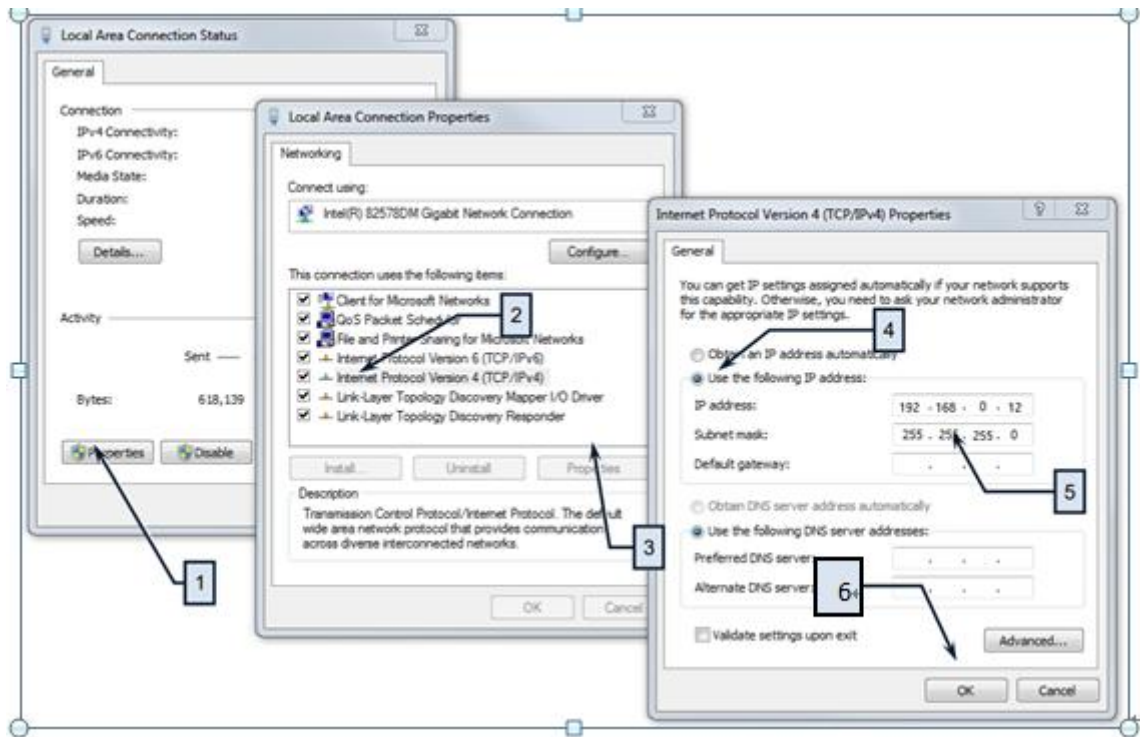 Local Area Connection Status
General
Connection
IPv4 Connectivity:
IPv6 Connectivity:
Media State:
Duration:
Speed:
Details...
Activity
Sent
Bytes: 618,139
Properties Disable
1
Local Area Connection Properties
Networking
Connect using:
Intel(R) 82578DM Gigabit Network Connection
Configure...
This connection uses the following items:
Client for Microsoft Networks
QoS Packet Scheduler
File and Printer Sharing for Microsoft Networks
Internet Protocol Version 6 (TCP/IPv6)
Internet Protocol Version 4 (TCP/IPv4)
Link-Layer Topology Discovery Mapper I/O Driver
Link-Layer Topology Discovery Responder
2
Install... Uninstall Properties
Description
Transmission Control Protocol/Internet Protocol. The default
wide area network protocol that provides communication
across diverse interconnected networks.
3
OK Cancel
Internet Protocol Version 4 (TCP/IPv4) Properties
General
You can get IP settings assigned automatically if your network supports
this capability. Otherwise, you need to ask your network administrator
for the appropriate IP settings.
4
Obtain an IP address automatically
Use the following IP address:
IP address: 192 . 168 . 0 . 12
Subnet mask: 255 . 255 . 255 . 0
Default gateway: . . .
5
Obtain DNS server address automatically
Use the following DNS server addresses:
Preferred DNS server: . . .
Alternate DNS server: . . .
6
Validate settings upon exit
Advanced...
OK Cancel